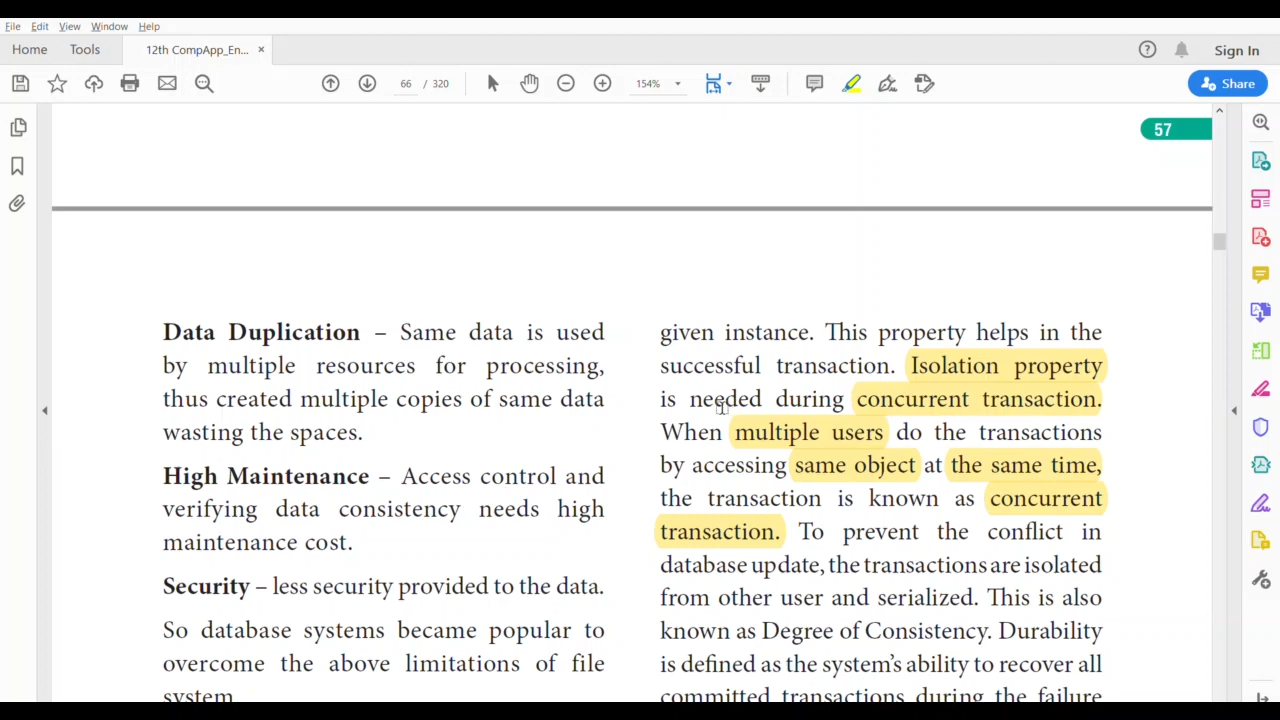 File Edit View Window Help
Home Tools 12th CompApp_En... × Sign In
66 / 320 154% Share
57
Data Duplication – Same data is used
by multiple resources for processing,
thus created multiple copies of same data
wasting the spaces.
High Maintenance – Access control and
verifying data consistency needs high
maintenance cost.
Security – less security provided to the data.
So database systems became popular to
overcome the above limitations of file
system.
given instance. This property helps in the
successful transaction. Isolation property
is needed during concurrent transaction.
When multiple users do the transactions
by accessing same object at the same time,
the transaction is known as concurrent
transaction. To prevent the conflict in
database update, the transactions are isolated
from other user and serialized. This is also
known as Degree of Consistency. Durability
is defined as the system's ability to recover all
committed transactions during the failure